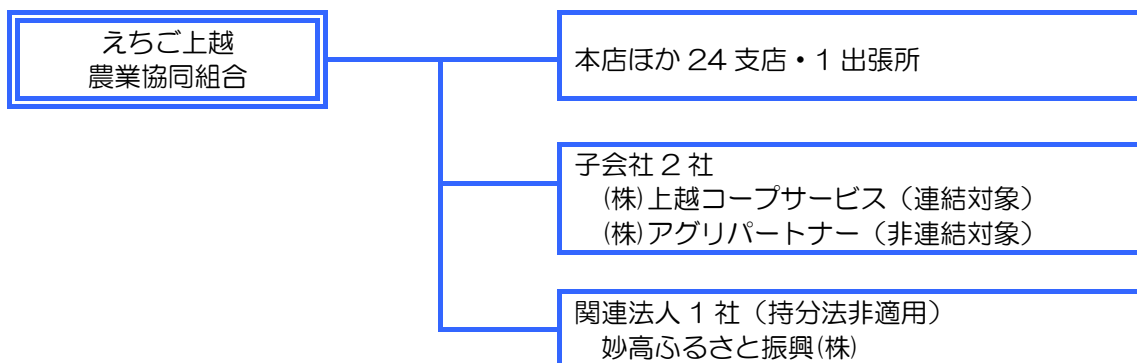 えちご上越
農業協同組合
本店ほか 24 支店・1 出張所
子会社 2 社
(株)上越コープサービス（連結対象）
(株)アグリパートナー（非連結対象）
関連法人 1 社（持分法非適用）
妙高ふるさと振興(株)